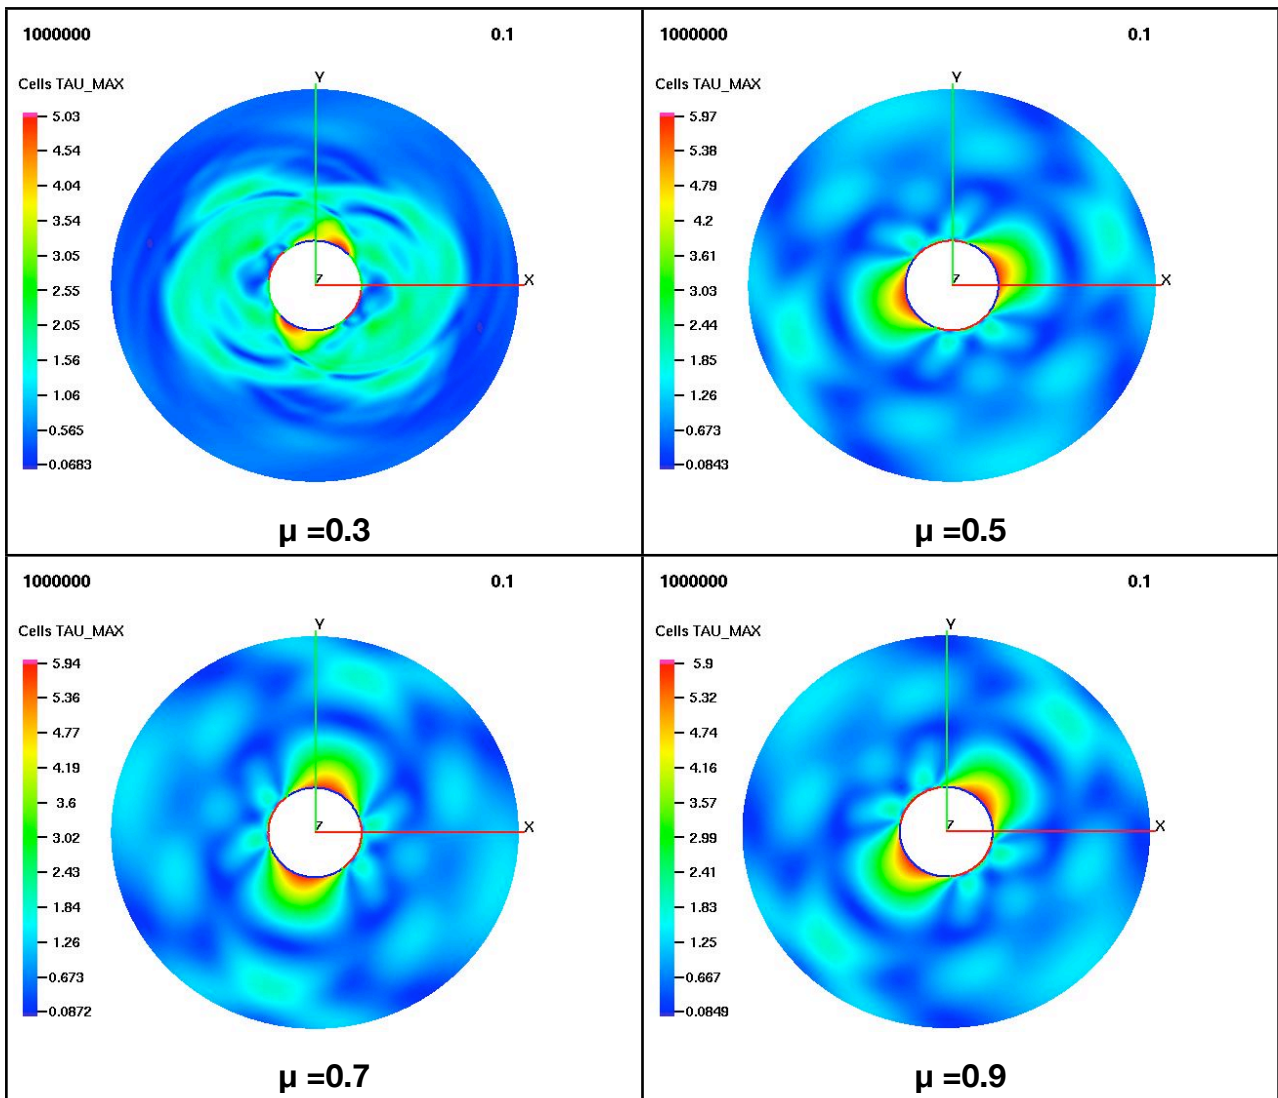 1000000 0.1
Cells TAU_MAX
Y
5.03
4.54
4.04
3.54
3.05
2.55
2.05
1.56
1.06
0.565
0.0683
Z
X
μ =0.3
1000000 0.1
Cells TAU_MAX
Y
5.97
5.38
4.79
4.2
3.61
3.03
2.44
1.85
1.26
0.673
0.0843
Z
X
μ =0.5
1000000 0.1
Cells TAU_MAX
Y
5.94
5.36
4.77
4.19
3.6
3.02
2.43
1.84
1.26
0.673
0.0872
Z
X
μ =0.7
1000000 0.1
Cells TAU_MAX
Y
5.9
5.32
4.74
4.16
3.57
2.99
2.41
1.83
1.25
0.667
0.0849
Z
X
μ =0.9